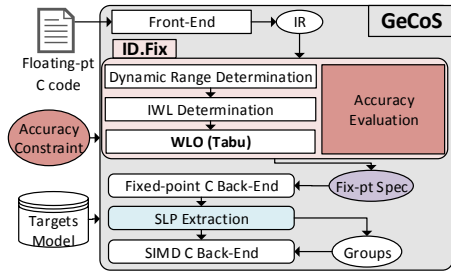 GeCoS
Front-End
IR
Floating-pt
C code
ID.Fix
Dynamic Range Determination
IWL Determination
WLO (Tabu)
Accuracy
Evaluation
Accuracy
Constraint
Fixed-point C Back-End
Fix-pt Spec
Targets
Model
SLP Extraction
SIMD C Back-End
Groups